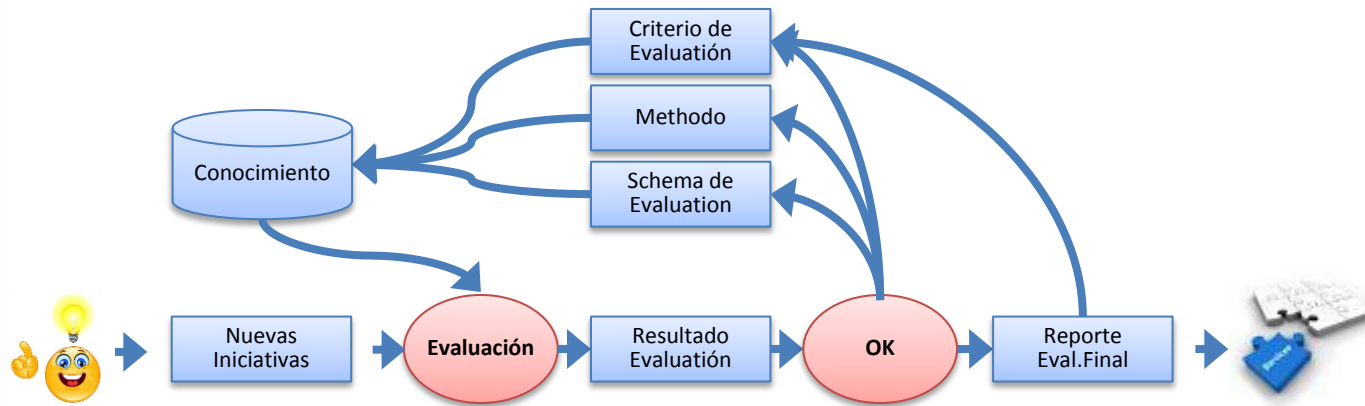 Criterio de
Evaluatión
Methodo
Conocimiento
Schema de
Evaluation
Nuevas
Iniciativas
Evaluación
Resultado
Evaluatión
OK
Reporte
Eval.Final